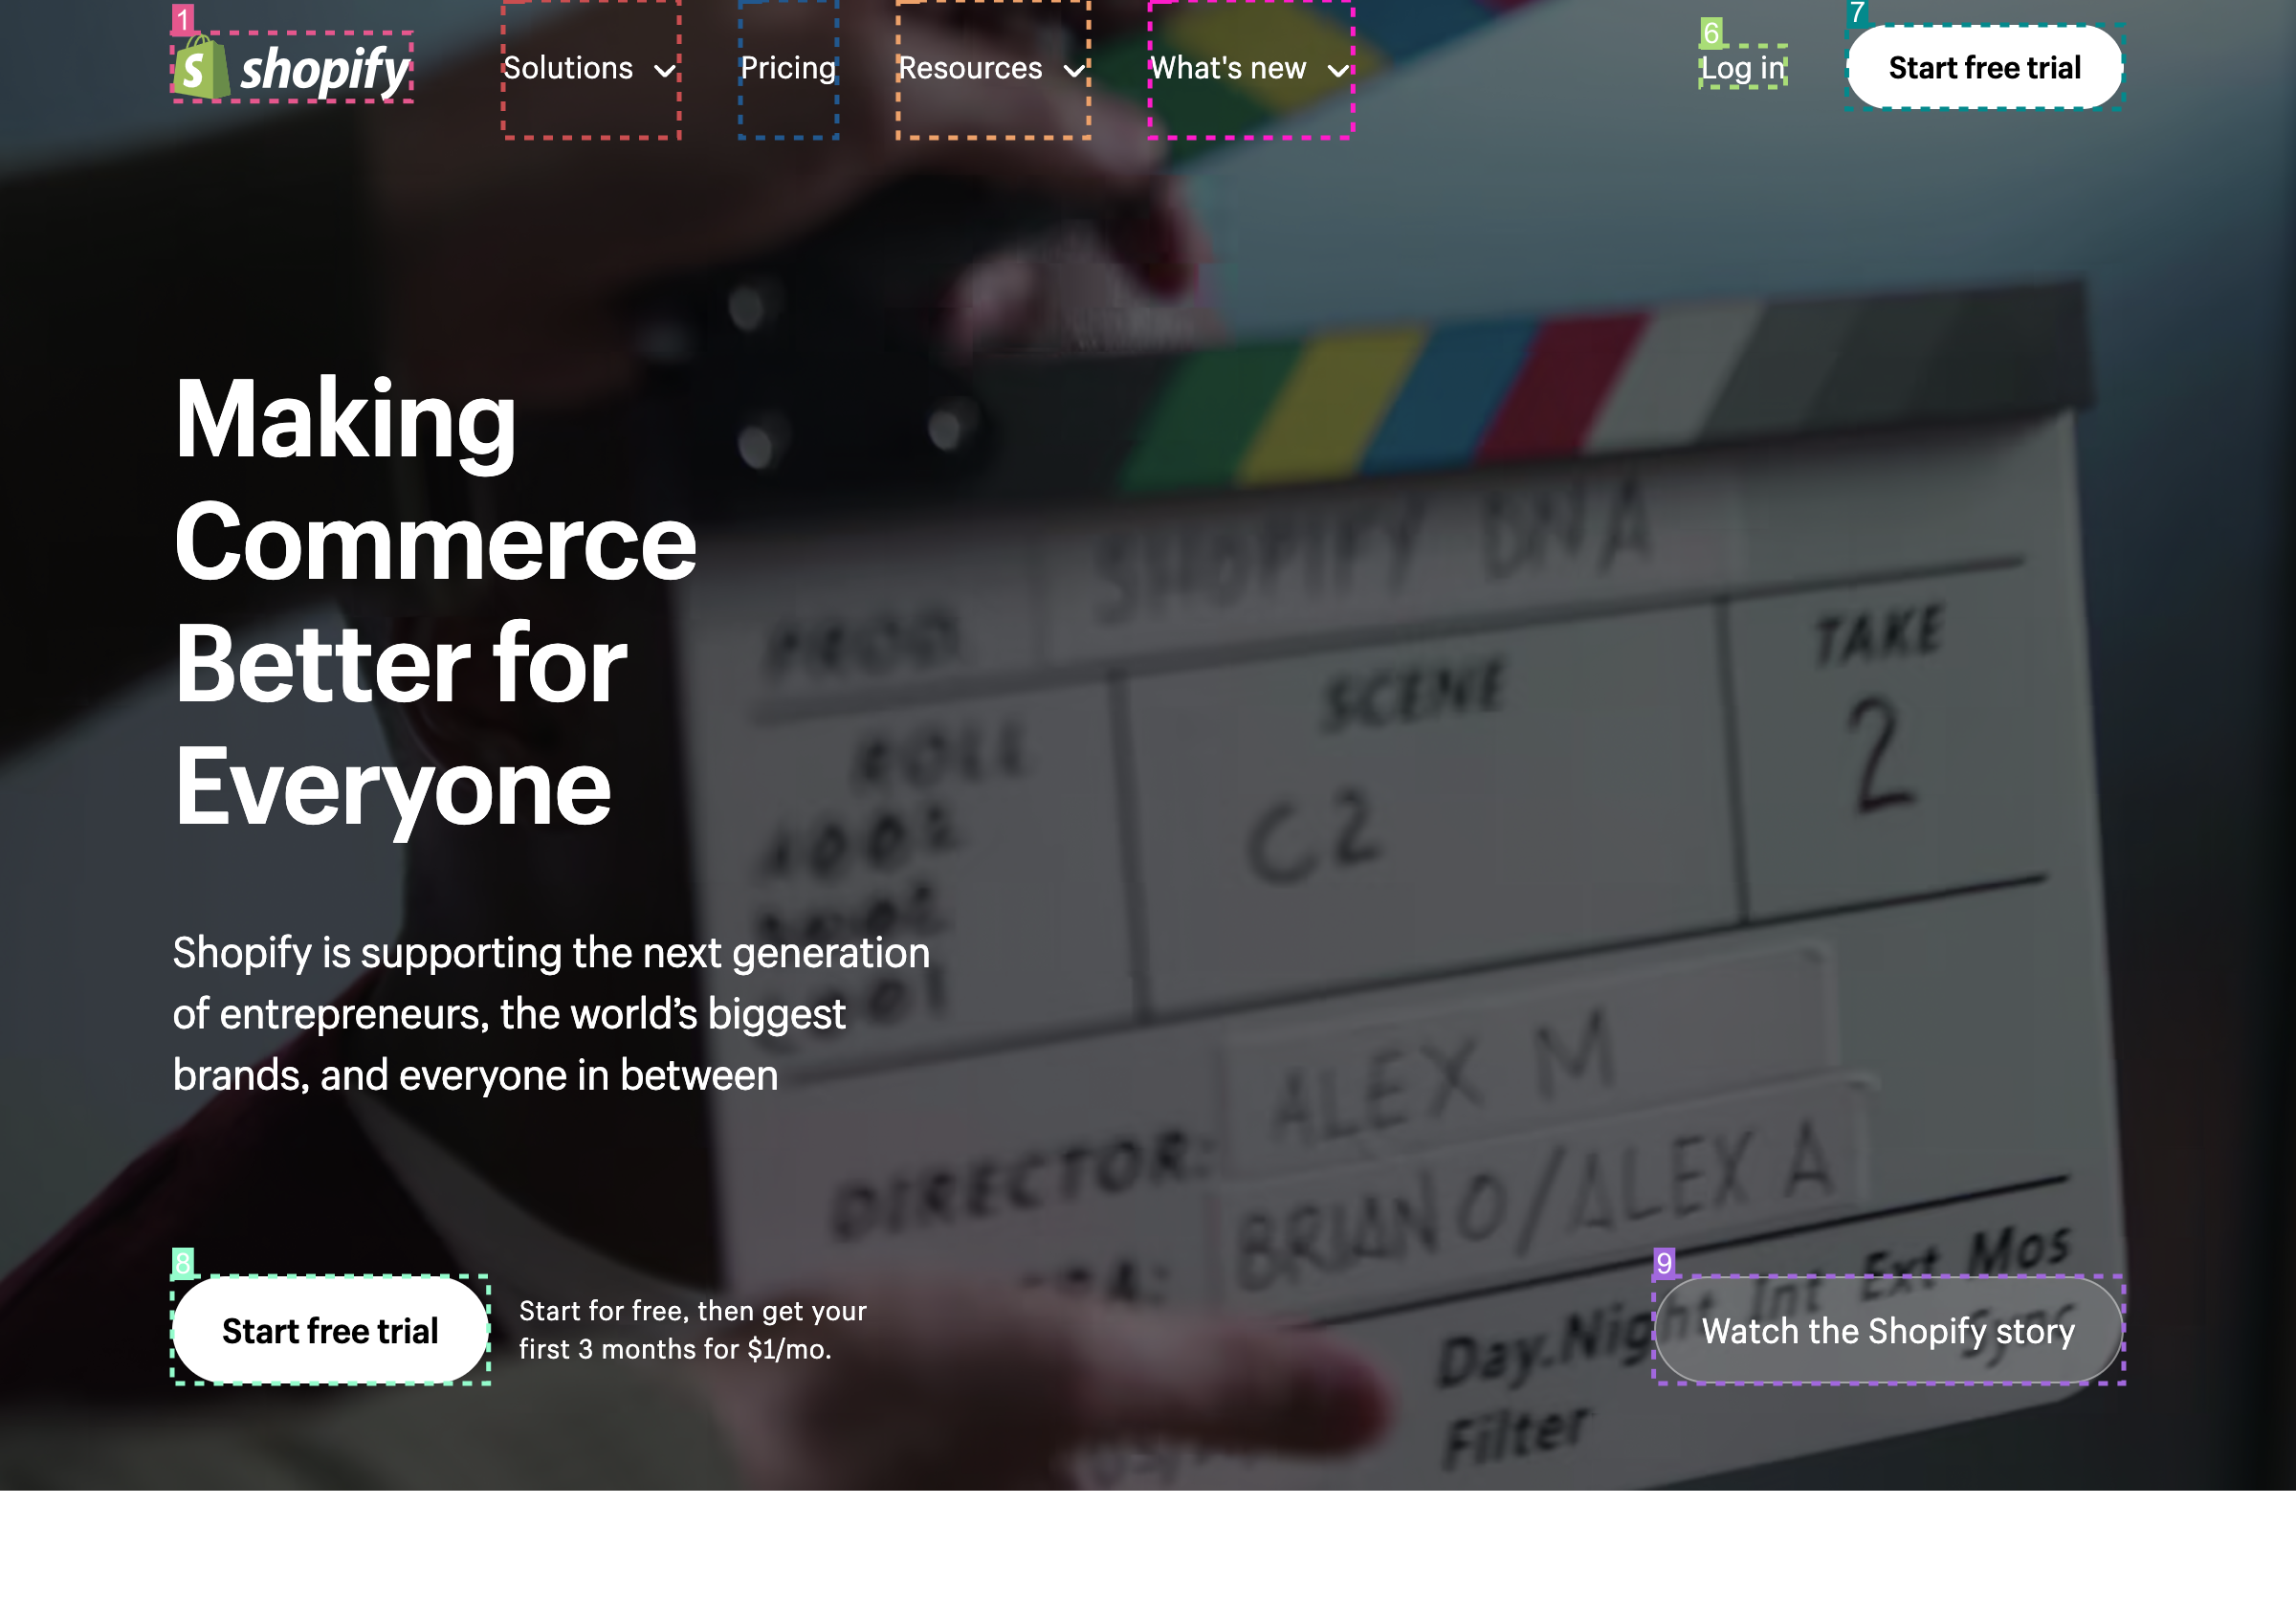 1
shopify
Solutions
Pricing
Resources
What's new
6
Log in
7
Start free trial
Making
Commerce
Better for
Everyone
Shopify is supporting the next generation
of entrepreneurs, the world's biggest
brands, and everyone in between
8
Start free trial
Start for free, then get your
first 3 months for $1/mo.
9
Watch the Shopify story
PROD
SHOPIFY DNA
ROLL
A002
SCENE
C2
TAKE
2
DIRECTOR:
ALEX M
BRIAN O/ALEX A
Day.Night Int Ext Mos
Filter
Sync